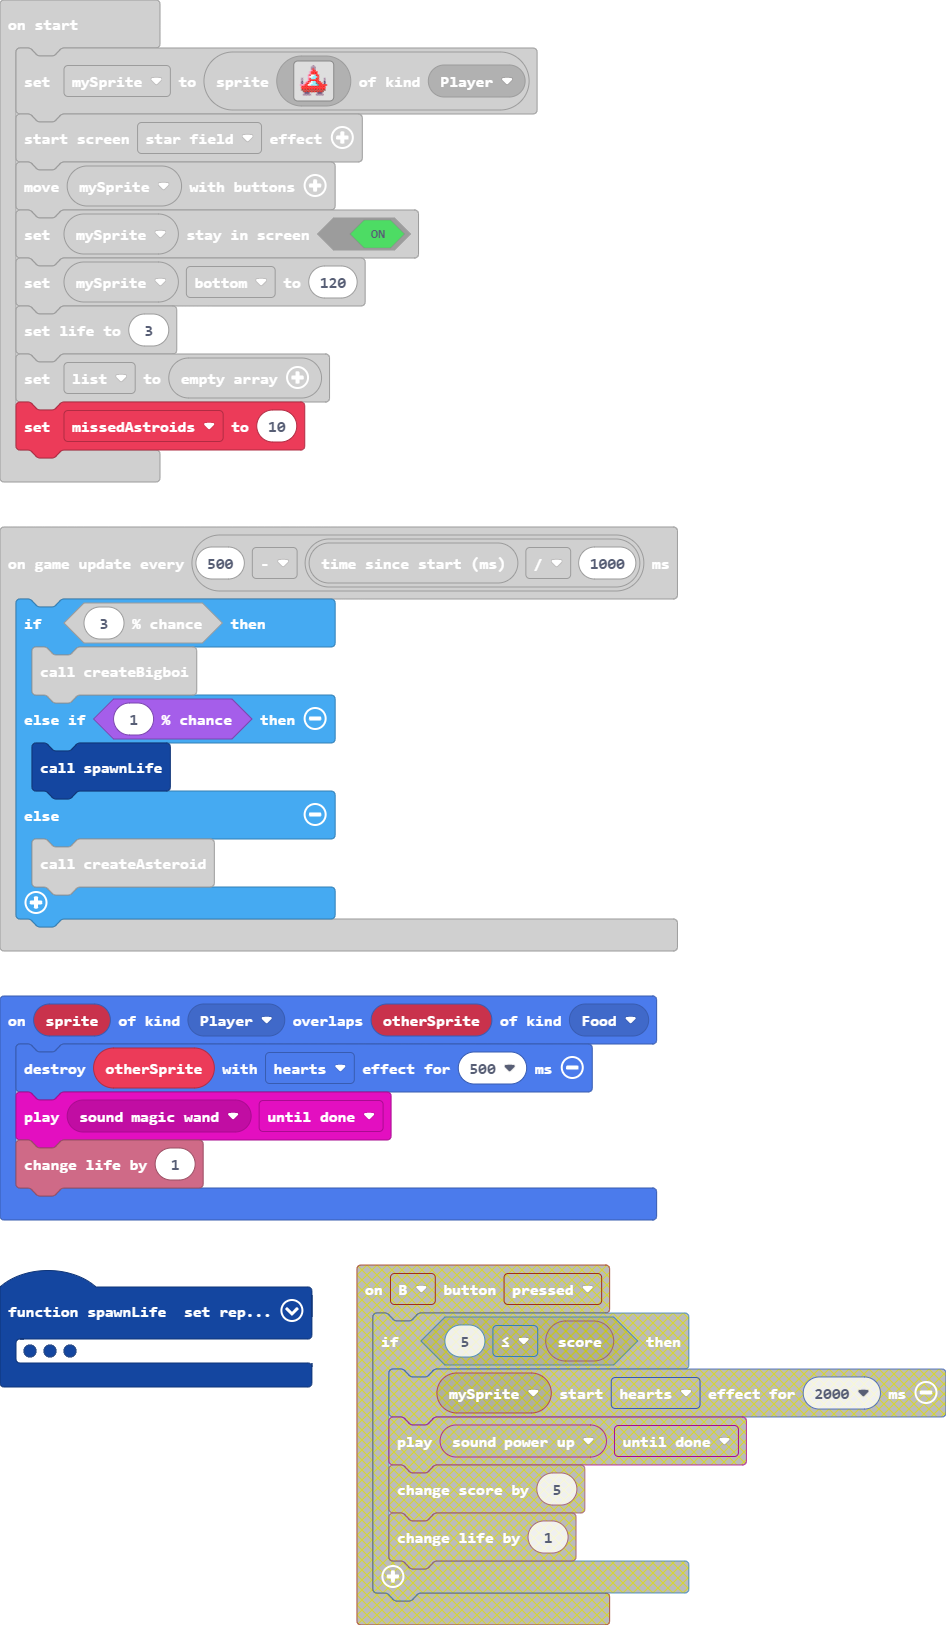 on start
set mySprite to sprite of kind Player
start screen star field effect
move mySprite with buttons
set mySprite stay in screen ON
set mySprite bottom to 120
set life to 3
set list to empty array
set missedAstroids to 10
on game update every 500 - time since start (ms) / 1000 ms
if 3 % chance then
call createBigboi
else if 1 % chance then
call spawnLife
else
call createAsteroid
on sprite of kind Player overlaps otherSprite of kind Food
destroy otherSprite with hearts effect for 500 ms
play sound magic wand until done
change life by 1
function spawnLife set rep...
on B button pressed
if 5 ≤ score then
mySprite start hearts effect for 2000 ms
play sound power up until done
change score by 5
change life by 1